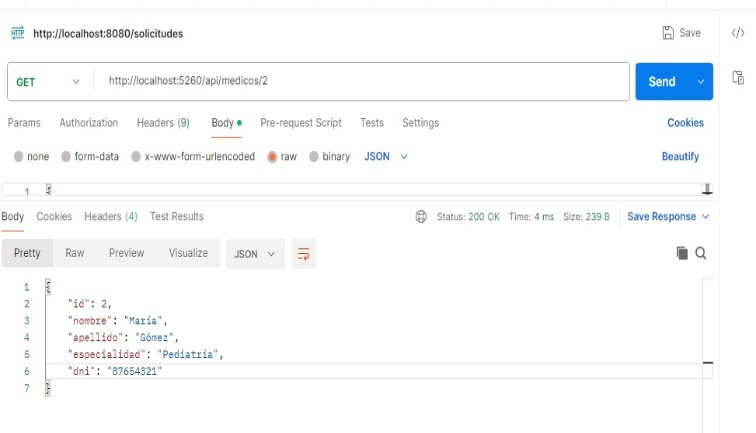 HTTP http://localhost:8080/solicitudes Save </>
GET http://localhost:5260/api/medicos/2 Send
Params Authorization Headers (9) Body Pre-request Script Tests Settings Cookies
none form-data x-www-form-urlencoded raw binary JSON Beautify
1 {
Body Cookies Headers (4) Test Results Status: 200 OK Time: 4 ms Size: 239 B Save Response
Pretty Raw Preview Visualize JSON
1 {
2 "id": 2,
3 "nombre": "María",
4 "apellido": "Gómez",
5 "especialidad": "Pediatría",
6 "dni": "87654321"
7 }